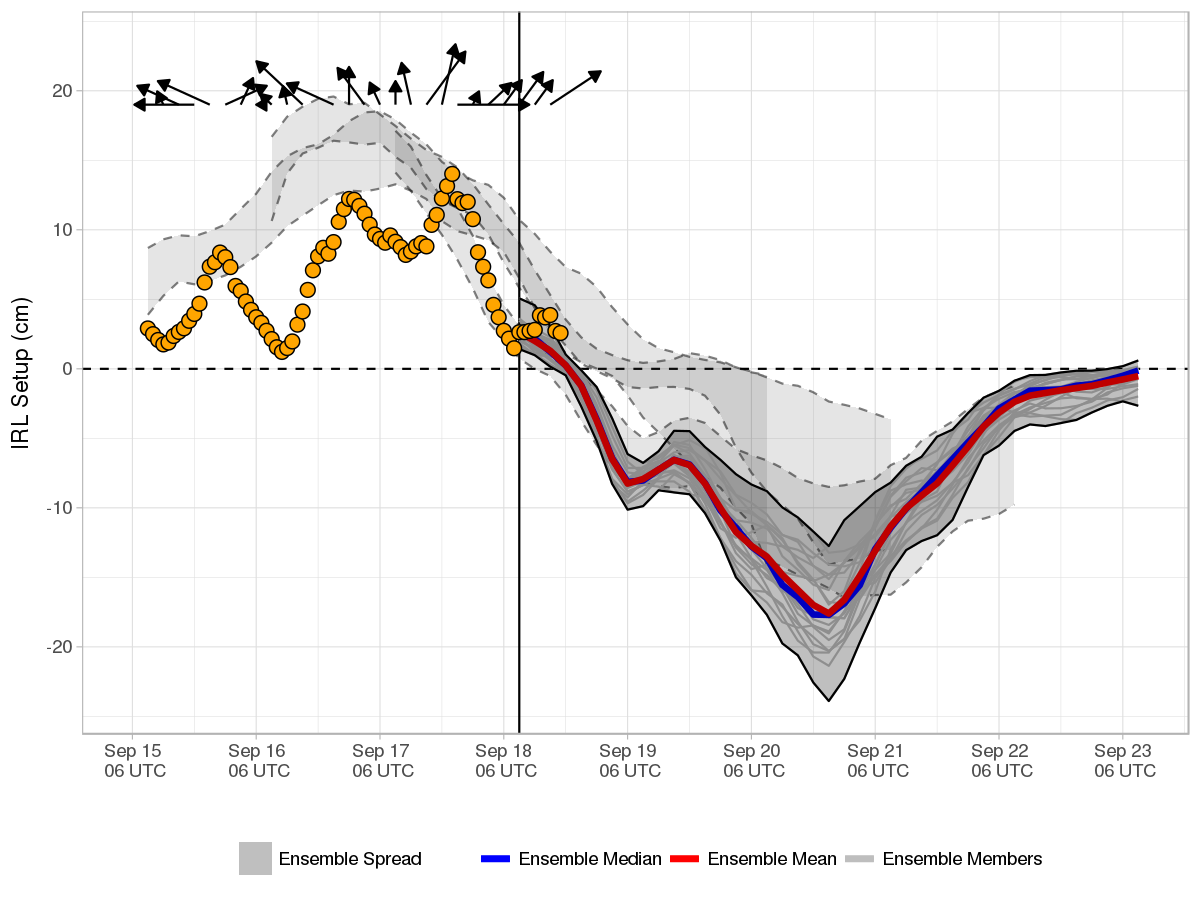 IRL Setup (cm)
20
10
0
-10
-20
Sep 15 Sep 16 Sep 17 Sep 18 Sep 19 Sep 20 Sep 21 Sep 22 Sep 23
06 UTC 06 UTC 06 UTC 06 UTC 06 UTC 06 UTC 06 UTC 06 UTC 06 UTC
Ensemble Spread Ensemble Median Ensemble Mean Ensemble Members